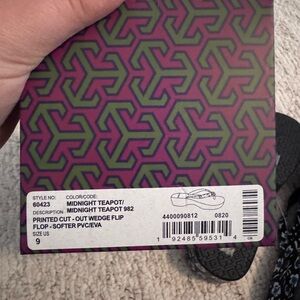 STYLE NO: COLOR/CODE:
60423 MIDNIGHT TEAPOT/
DESCRIPTION MIDNIGHT TEAPOT 982
PRINTED CUT - OUT WEDGE FLIP
FLOP - SOFTER PVC/EVA
SIZE US
9
4400090812 0820
1 92485 59531 4